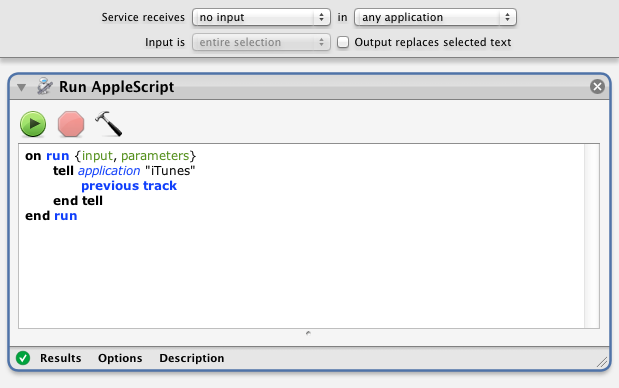 Service receives no input in any application
Input is entire selection Output replaces selected text
Run AppleScript
on run {input, parameters}
tell application "iTunes"
previous track
end tell
end run
Results Options Description